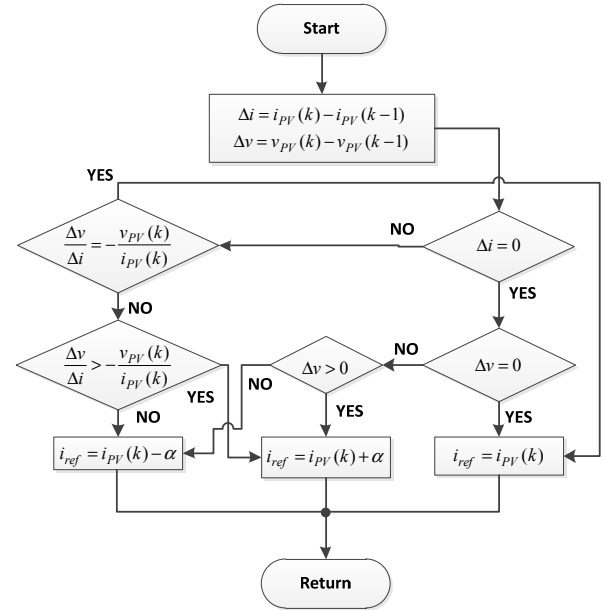 Start
Δi = i_PV(k) − i_PV(k−1)
Δv = v_PV(k) − v_PV(k−1)
YES
Δv/Δi = − v_PV(k)/i_PV(k)
NO
Δi = 0
NO
YES
Δv/Δi > − v_PV(k)/i_PV(k)
YES
NO
Δv > 0
NO
YES
NO
Δv = 0
YES
i_ref = i_PV(k) − α
i_ref = i_PV(k) + α
i_ref = i_PV(k)
Return